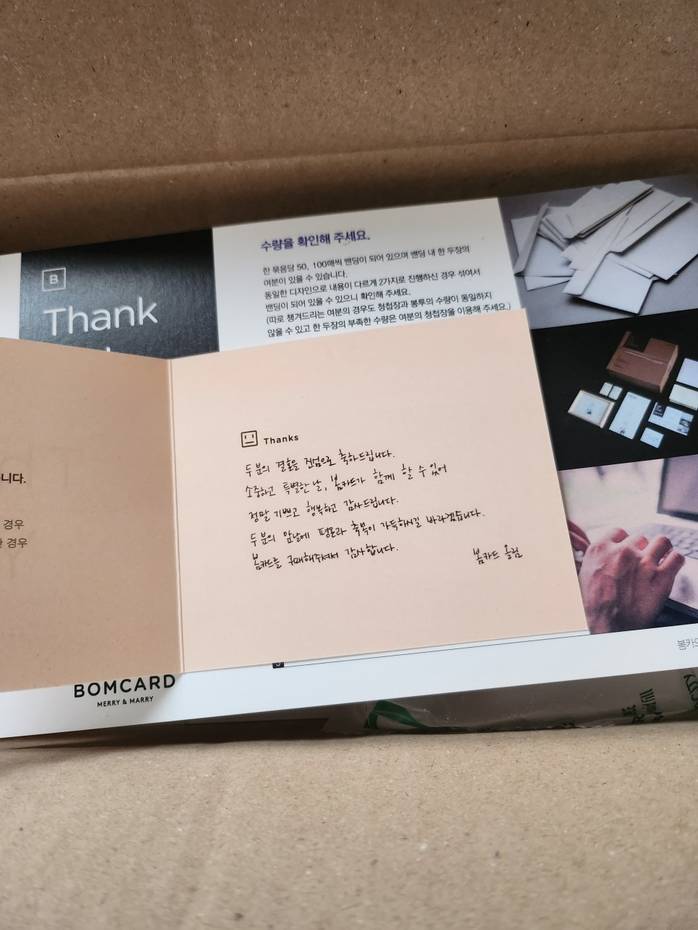 B
Thank
수량을 확인해 주세요.
한 묶음당 50, 100매씩 밴딩이 되어 있으며 밴딩 내 한 두장의
여분이 있을 수 있습니다.
동일한 디자인으로 내용이 다르게 2가지로 진행하신 경우 섞여서
밴딩이 되어 있을 수 있으니 확인해 주세요.
(따로 챙겨드리는 여분의 경우도 청첩장과 봉투의 수량이 동일하지
않을 수 있고 한 두장의 부족한 수량은 여분의 청첩장을 이용해 주세요.)
니다.
경우
경우
Thanks
두 분의 결혼을 진심으로 축하드립니다.
소중하고 특별한 날, 봄카드가 함께 할 수 있어
정말 기쁘고 행복하고 감사드립니다.
두 분의 앞날에 평온과 축복이 가득하시길 바라겠습니다.
봄카드를 구매해주셔서 감사합니다.
봄카드 올림
BOMCARD
MERRY & MARRY
봄카드